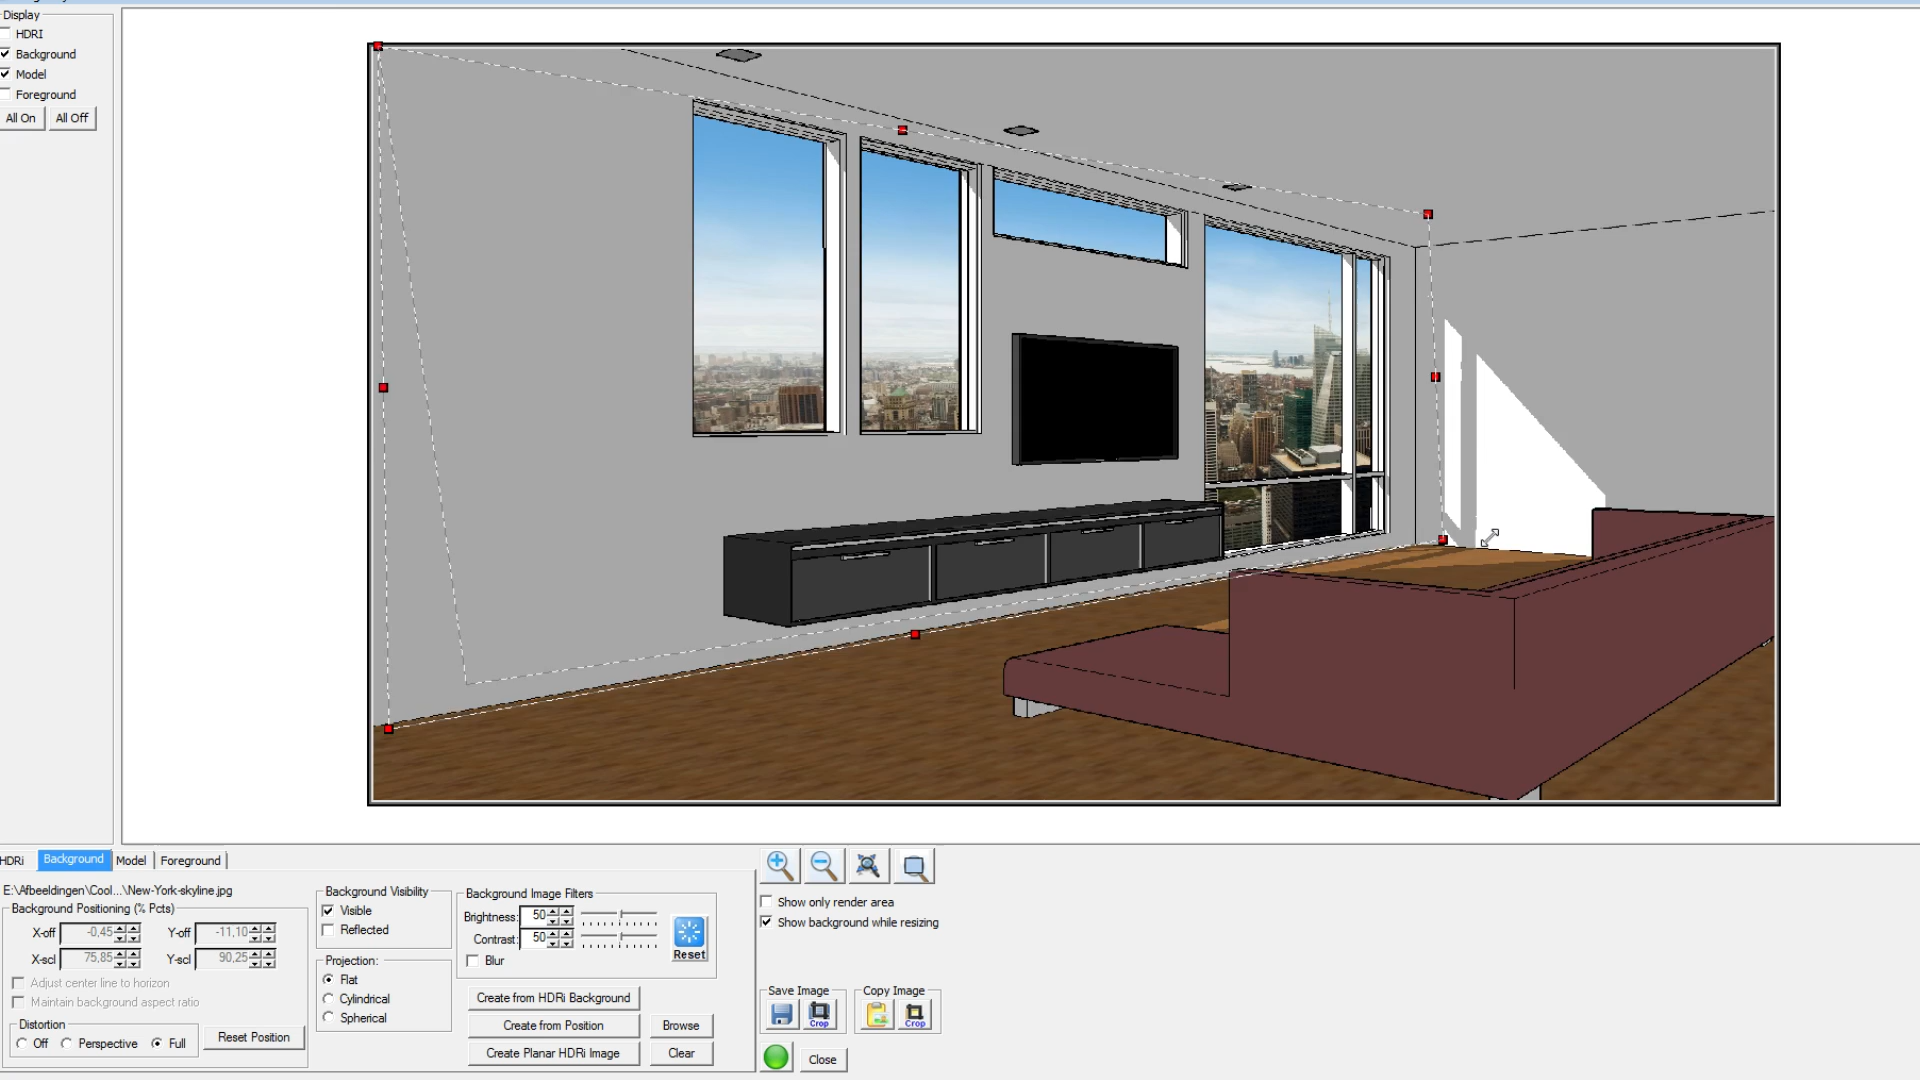 Display
HDRI
Background
Model
Foreground
All On All Off
HDRi Background Model Foreground
E:\Afbeeldingen\Cool...\New-York-skyline.jpg
Background Positioning (% Pcts)
X-off -0,45 Y-off -11,10
X-scl 75,85 Y-scl 90,25
Adjust center line to horizon
Maintain background aspect ratio
Distortion
Off Perspective Full
Reset Position
Background Visibility
Visible
Reflected
Projection:
Flat
Cylindrical
Spherical
Background Image Filters
Brightness: 50
Contrast: 50
Blur
Reset
Create from HDRi Background
Create from Position Browse
Create Planar HDRi Image Clear
Show only render area
Show background while resizing
Save Image Copy Image
Crop Crop
Close